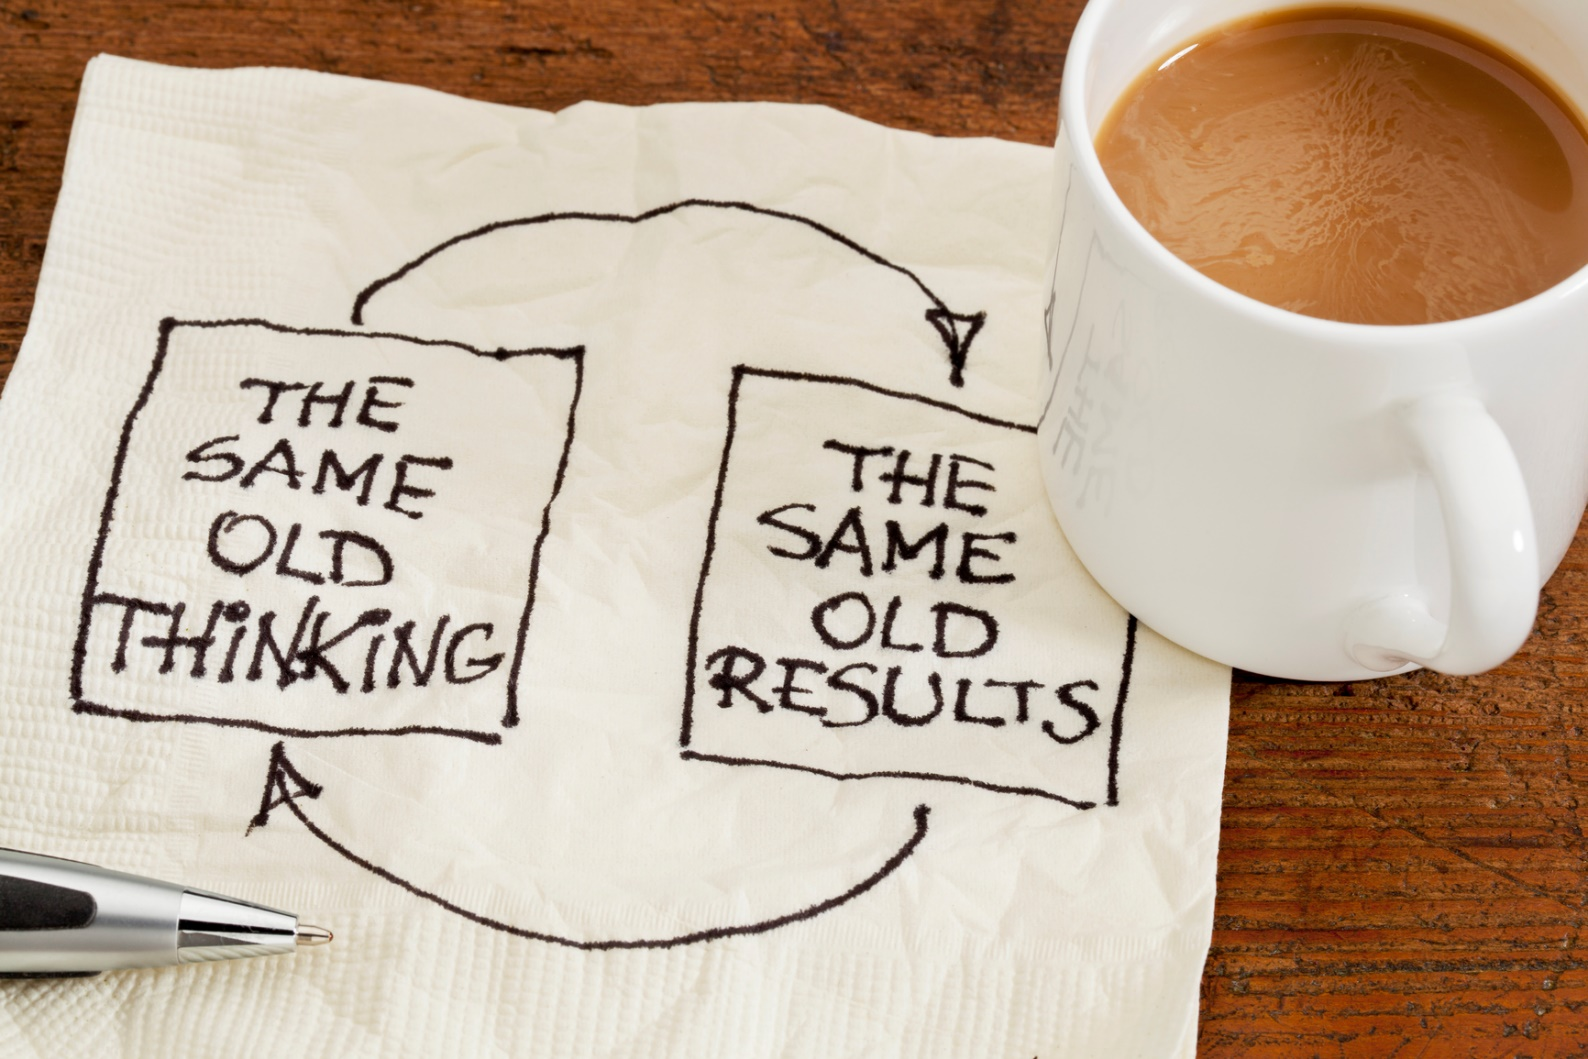 THE
SAME
OLD
THiNKiNG
THE
SAME
OLD
RESULTS